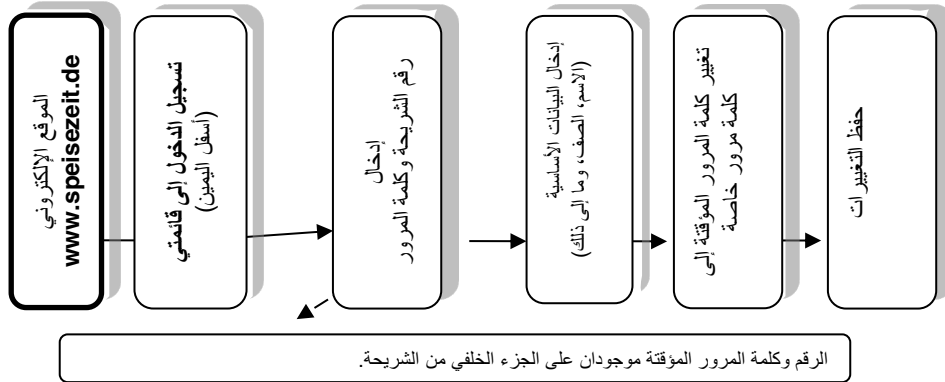 الموقع الإلكتروني
www.speisezeit.de
تسجيل الدخول إلى قائمتي
(أسفل اليمين)
إدخال
رقم الشريحة وكلمة المرور
إدخال البيانات الأساسية
(الاسم، الصف، وما إلى ذلك)
تغيير كلمة المرور المؤقتة إلى
كلمة مرور خاصة
حفظ التغييرات
الرقم وكلمة المرور المؤقتة موجودان على الجزء الخلفي من الشريحة.